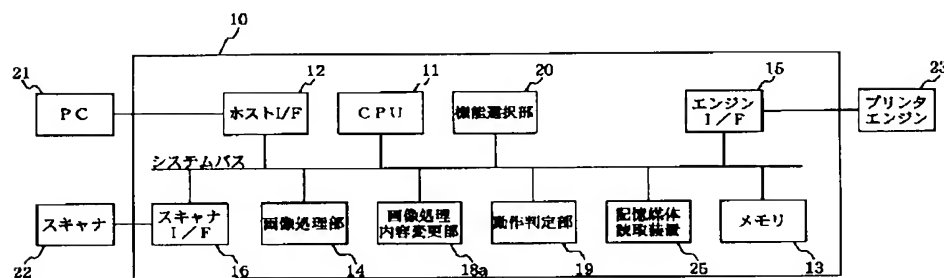 10
21
12
11
20
15
23
PC
ホストI/F
CPU
機能選択部
エンジン
I/F
プリンタ
エンジン
システムバス
スキャナ
スキャナ
I/F
画像処理部
画像処理
内容変更部
動作判定部
記憶媒体
読取装置
メモリ
22
16
14
18a
19
25
13